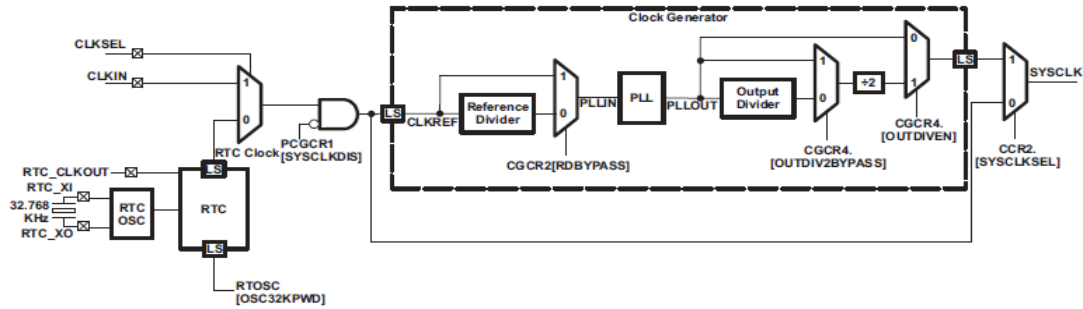 Clock Generator
CLKSEL
CLKIN
1
0
RTC Clock
PCGCR1
[SYSCLKDIS]
LS
CLKREF
Reference
Divider
1
0
CGCR2[RDBYPASS]
PLLIN
PLL
PLLOUT
Output
Divider
1
0
CGCR4.
[OUTDIV2BYPASS]
÷2
0
1
CGCR4.
[OUTDIVEN]
LS
1
0
SYSCLK
CCR2.
[SYSCLKSEL]
RTC_CLKOUT
RTC_XI
32.768
KHz
RTC_XO
RTC
OSC
LS
RTC
LS
RTOSC
[OSC32KPWD]